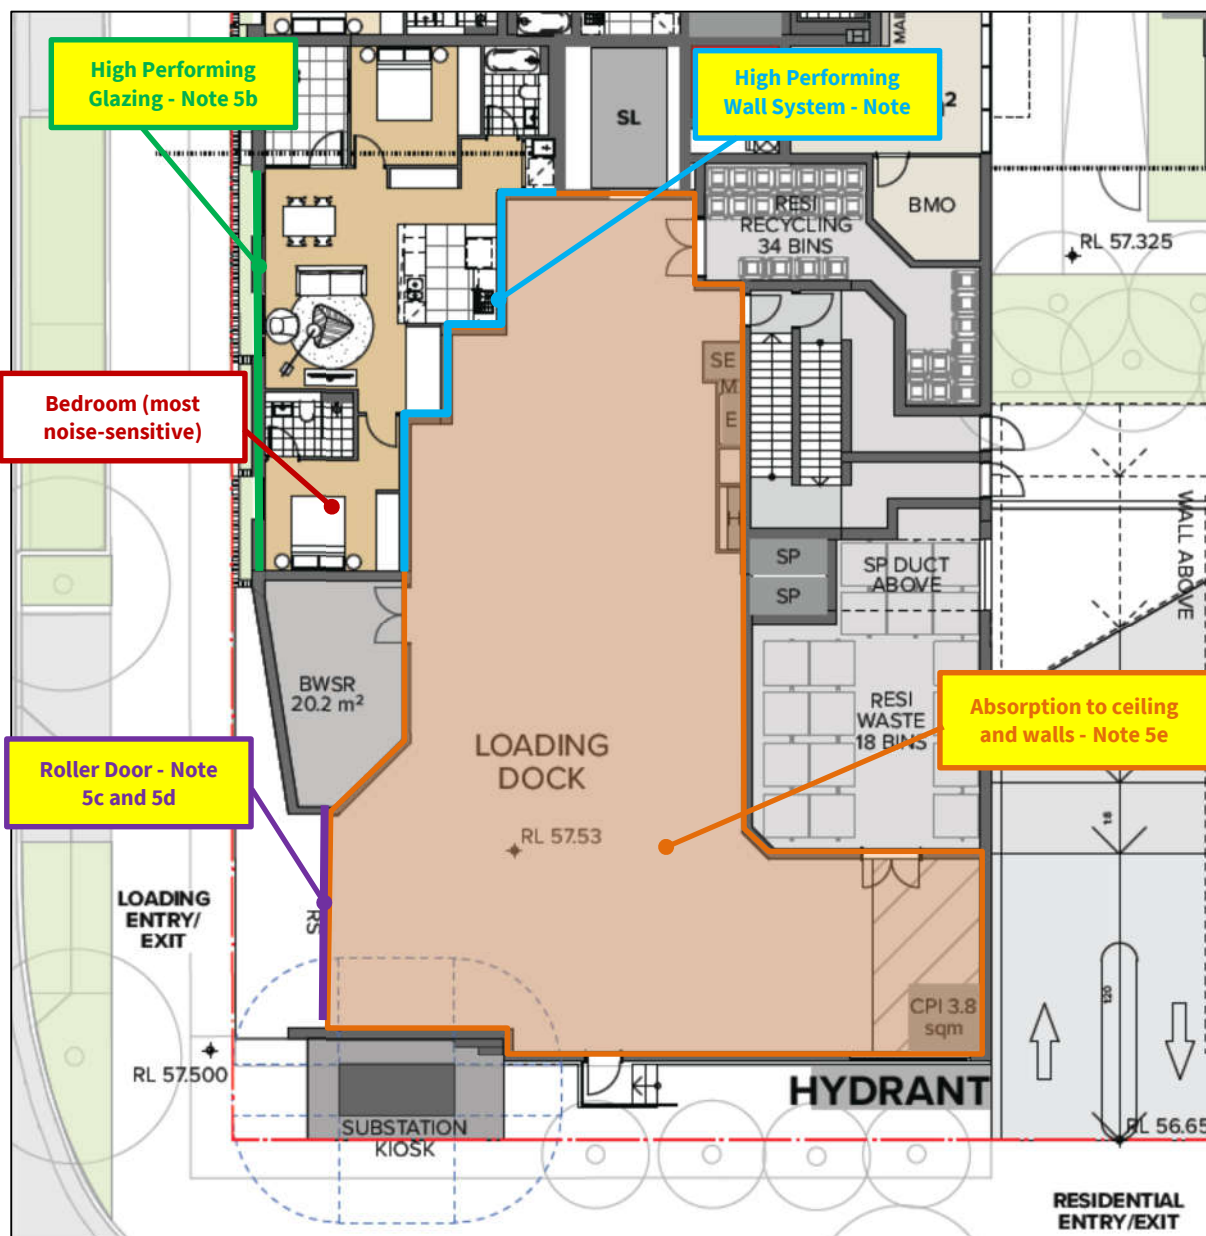 High Performing
Glazing - Note 5b
High Performing
Wall System - Note
SL
MAI
2
BMO
RESI
RECYCLING
34 BINS
RL 57.325
SE
M
E
H
Bedroom (most
noise-sensitive)
SP
SP
SP DUCT
ABOVE
WALL ABOVE
BWSR
20.2 m²
RESI
WASTE
18 BINS
Absorption to ceiling
and walls - Note 5e
LOADING
DOCK
Roller Door - Note
5c and 5d
RL 57.53
18
LOADING
ENTRY/
EXIT
RS
120
CPI 3.8
sqm
RL 57.500
HYDRANT
SUBSTATION
KIOSK
RL 56.65
RESIDENTIAL
ENTRY/EXIT